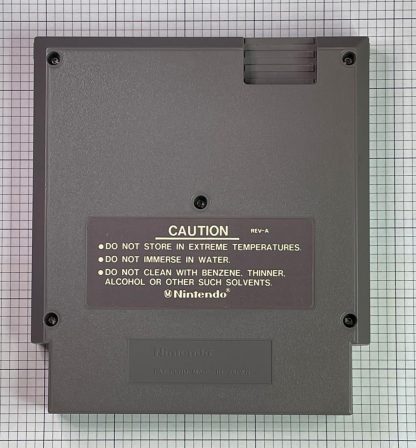 CAUTION REV-A
●DO NOT STORE IN EXTREME TEMPERATURES.
●DO NOT IMMERSE IN WATER.
●DO NOT CLEAN WITH BENZENE, THINNER,
ALCOHOL OR OTHER SUCH SOLVENTS.
Nintendo®
Nintendo